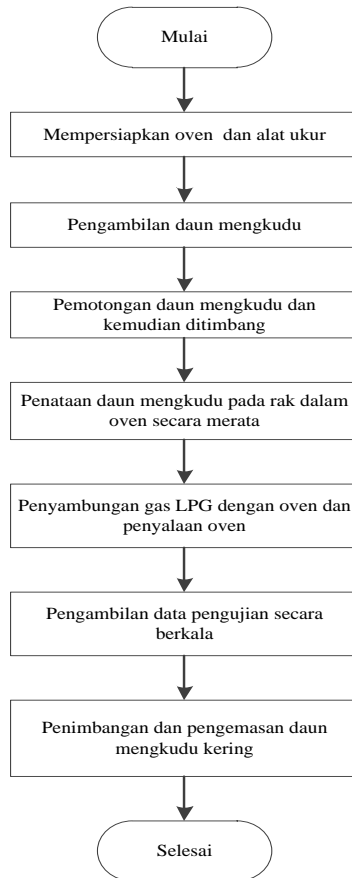 Mulai
Mempersiapkan oven dan alat ukur
Pengambilan daun mengkudu
Pemotongan daun mengkudu dan
kemudian ditimbang
Penataan daun mengkudu pada rak dalam
oven secara merata
Penyambungan gas LPG dengan oven dan
penyalaan oven
Pengambilan data pengujian secara
berkala
Penimbangan dan pengemasan daun
mengkudu kering
Selesai